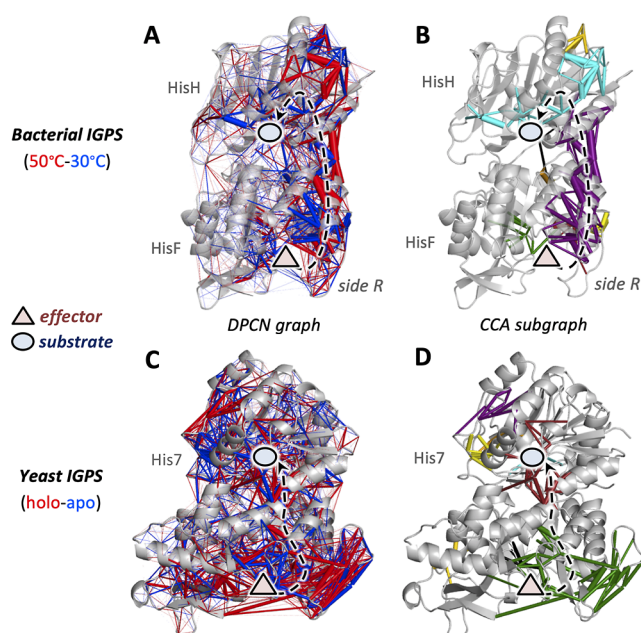 A
B
HisH
HisH
Bacterial IGPS
(50°C-30°C)
HisF
HisF
side R
side R
effector
substrate
DPCN graph
CCA subgraph
C
D
His7
His7
Yeast IGPS
(holo-apo)